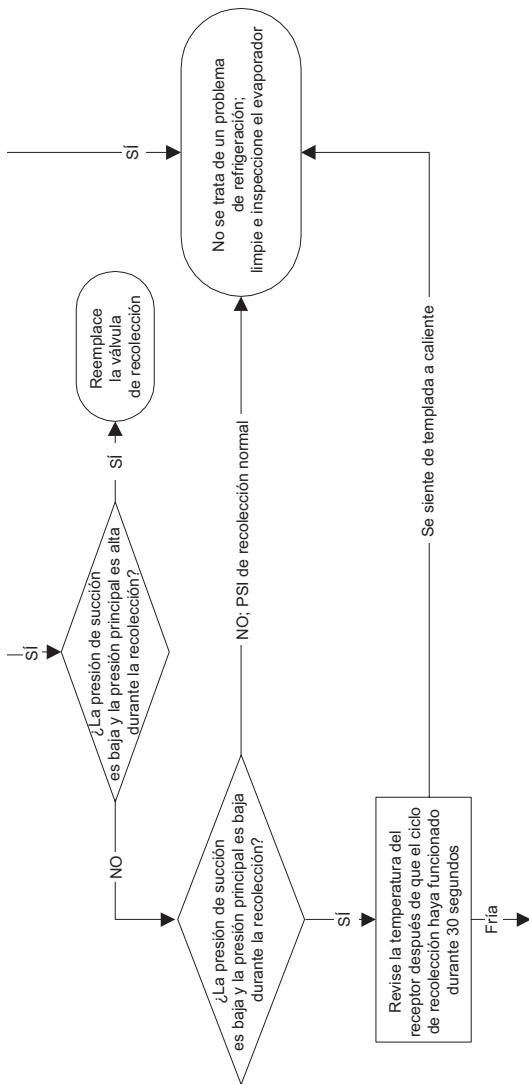 SÍ
¿La presión de succión
es baja y la presión principal es alta
durante la recolección?
SÍ
Reemplace
la válvula
de recolección
SÍ
NO
¿La presión de succión
es baja y la presión principal es baja
durante la recolección?
NO; PSI de recolección normal
No se trata de un problema
de refrigeración;
limpie e inspeccione el evaporador
SÍ
Revise la temperatura del
receptor después de que el ciclo
de recolección haya funcionado
durante 30 segundos
Se siente de templada a caliente
Fría